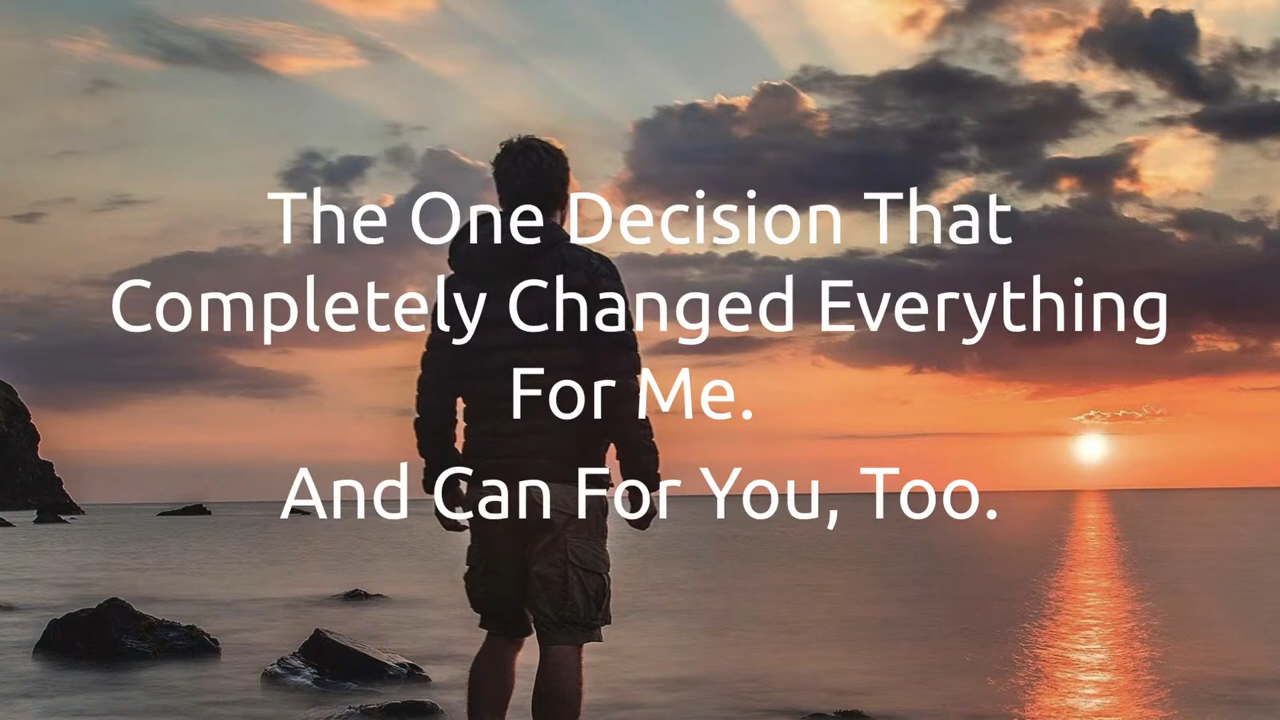 The One Decision That
Completely Changed Everything
For Me.
And Can For You, Too.